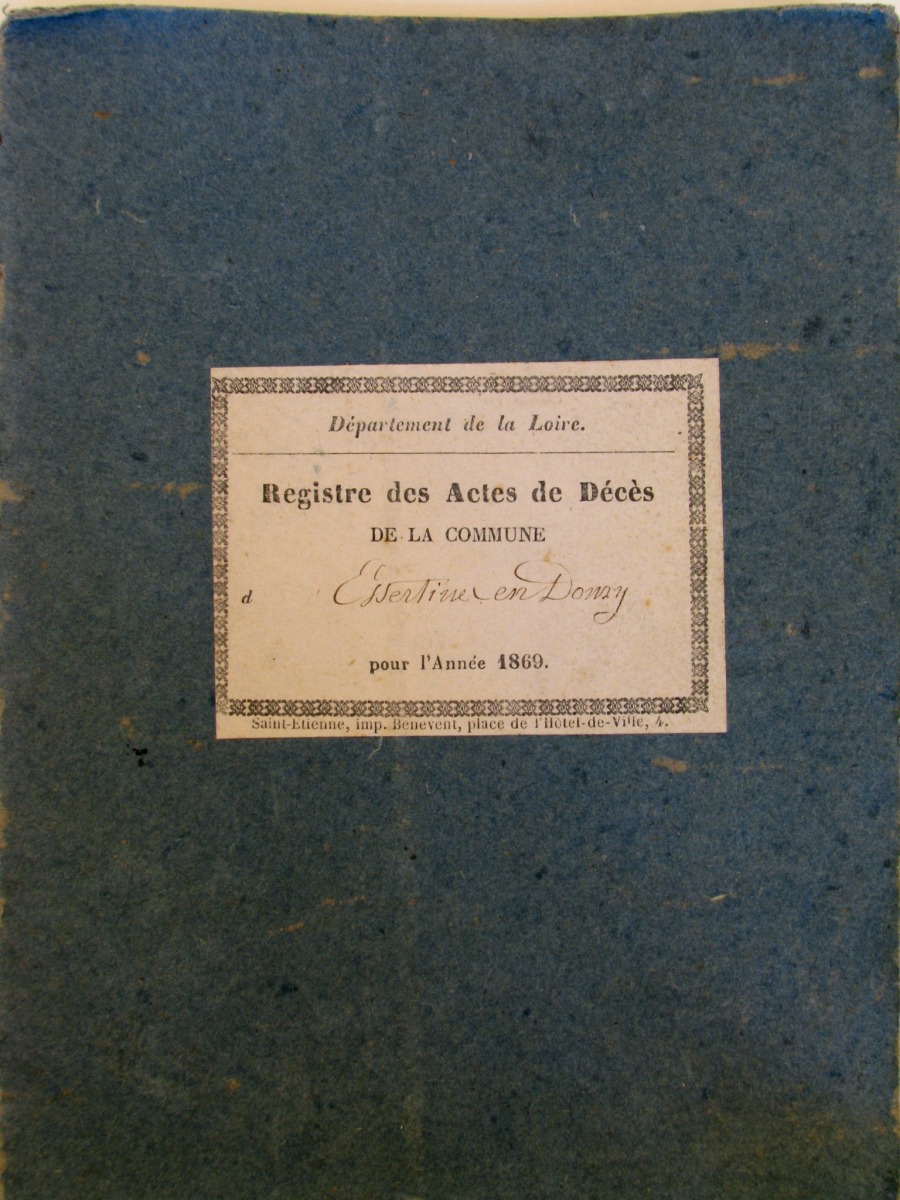 Département de la Loire.
Registre des Actes de Décès
DE LA COMMUNE
d Essertine en Donzy
pour l'Année 1869.
Saint-Etienne, imp. Benevent, place de l'Hôtel-de-Ville, 4.